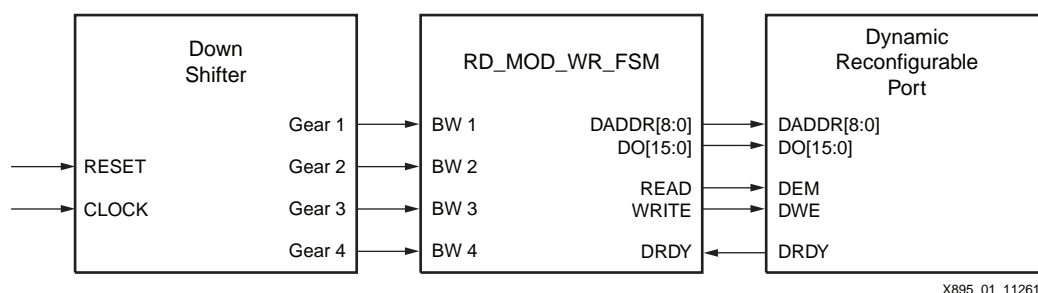 Down
Shifter
RD_MOD_WR_FSM
Dynamic
Reconfigurable
Port
Gear 1
BW 1
DADDR[8:0]
DADDR[8:0]
DO[15:0]
DO[15:0]
RESET
Gear 2
BW 2
READ
DEM
CLOCK
Gear 3
BW 3
WRITE
DWE
Gear 4
BW 4
DRDY
DRDY
X895_01_11261